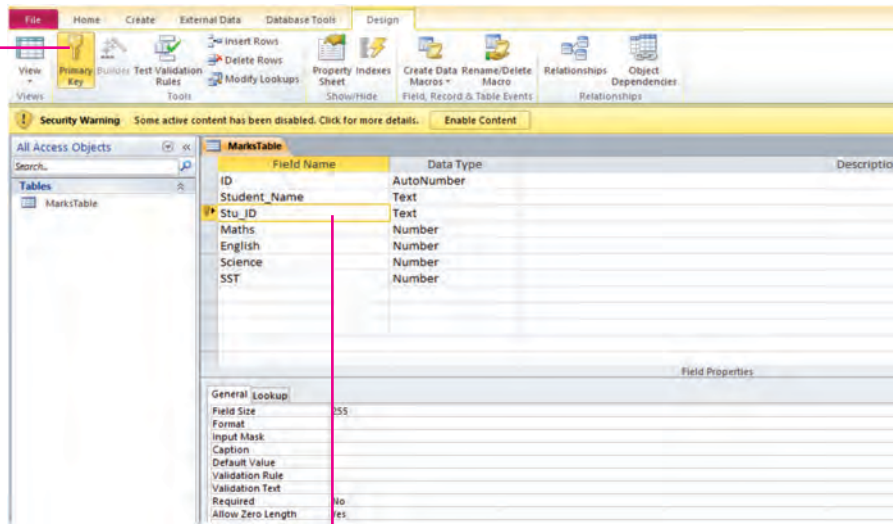 File Home Create External Data Database Tools Design
View Primary Key Builder Test Validation Rules Insert Rows Delete Rows Modify Lookups Property Sheet Indexes Create Data Macros Rename/Delete Macro Relationships Object Dependencies
Views Tools Show/Hide Field, Record & Table Events Relationships
Security Warning Some active content has been disabled. Click for more details. Enable Content
All Access Objects
Search..
Tables
MarksTable
MarksTable
Field Name Data Type Descriptio
ID AutoNumber
Student_Name Text
Stu_ID Text
Maths Number
English Number
Science Number
SST Number
Field Properties
General Lookup
Field Size 255
Format
Input Mask
Caption
Default Value
Validation Rule
Validation Text
Required No
Allow Zero Length Yes